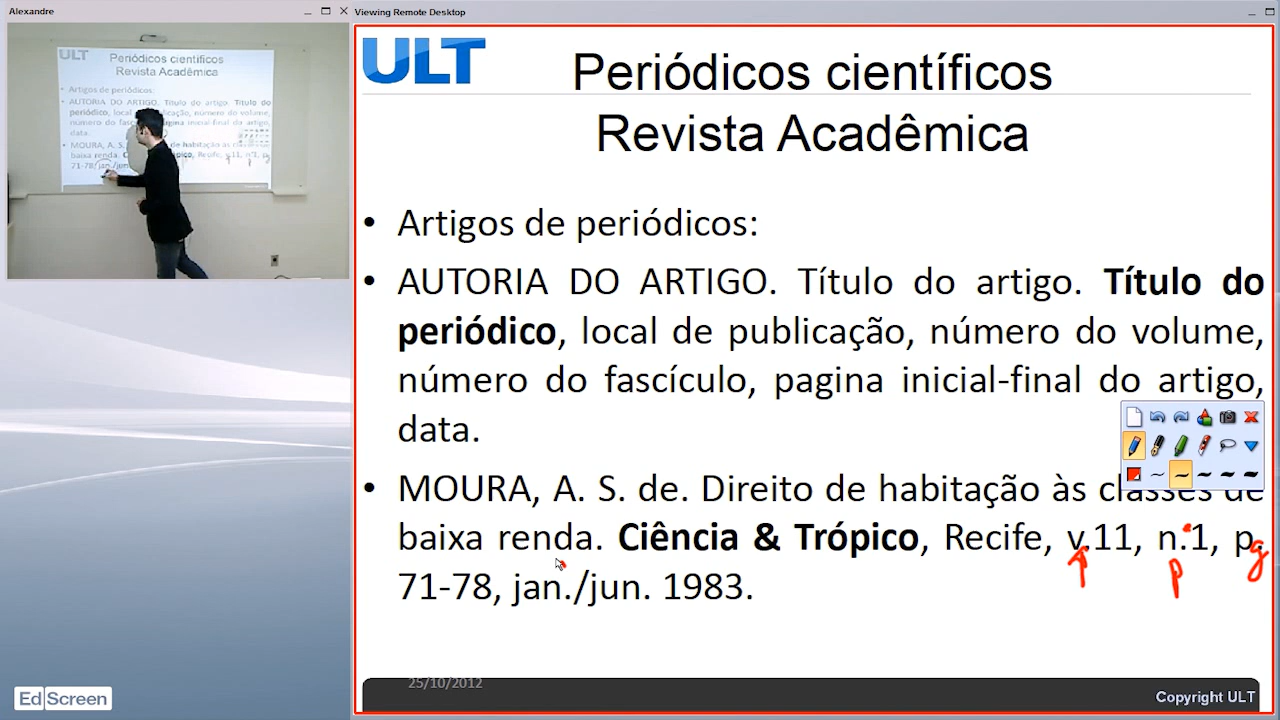 Alexandre
Viewing Remote Desktop
ULT
Periódicos científicos
Revista Acadêmica
• Artigos de periódicos:
• AUTORIA DO ARTIGO. Título do artigo. Título do
periódico, local de publicação, número do volume,
número do fascículo, pagina inicial-final do artigo,
data.
• MOURA, A. S. de. Direito de habitação às classes de
baixa renda. Ciência & Trópico, Recife, v.11, n.1, p.
71-78, jan./jun. 1983.
25/10/2012
Copyright ULT
Ed Screen